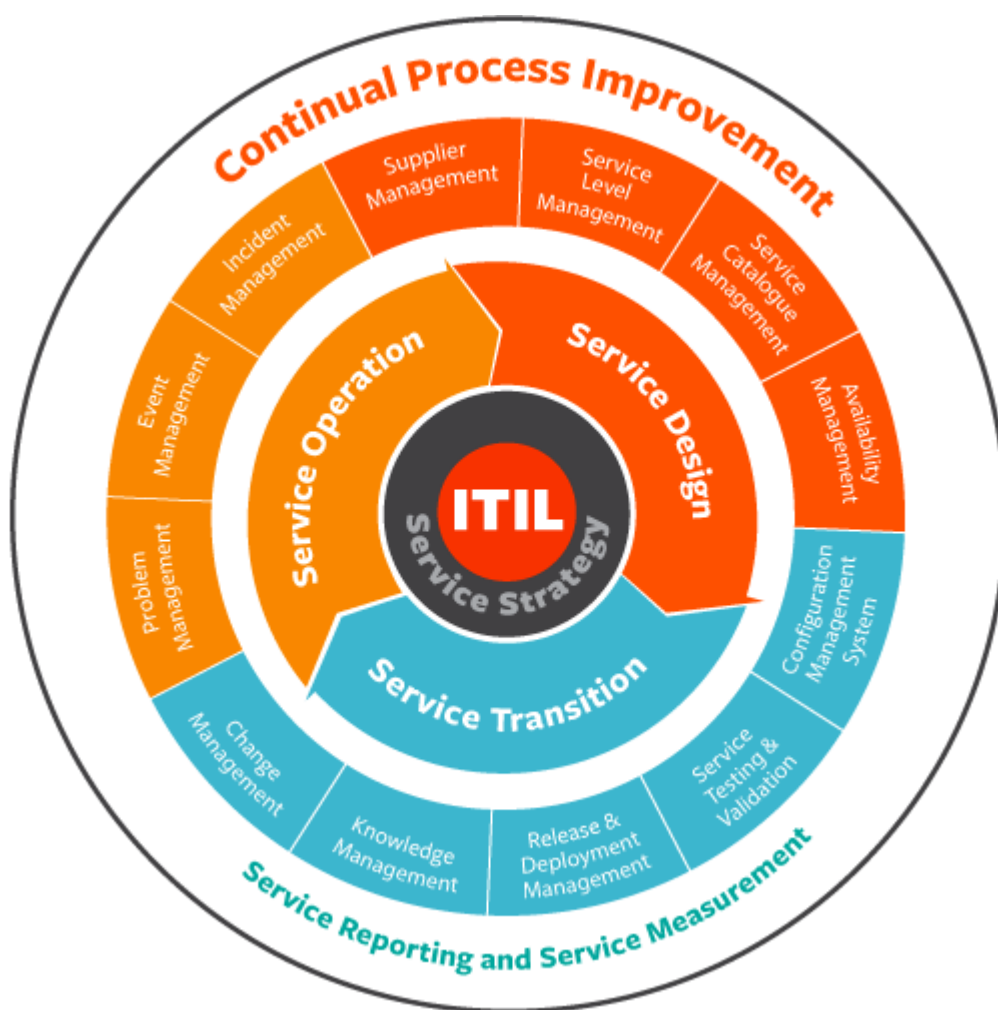 Continual Process Improvement
Supplier
Management
Service
Level
Management
Service
Catalogue
Management
Availability
Management
Configuration
Management
System
Service
Testing &
Validation
Release &
Deployment
Management
Knowledge
Management
Change
Management
Problem
Management
Event
Management
Incident
Management
Service Operation
Service Design
Service Transition
ITIL
Service Strategy
Service Reporting and Service Measurement